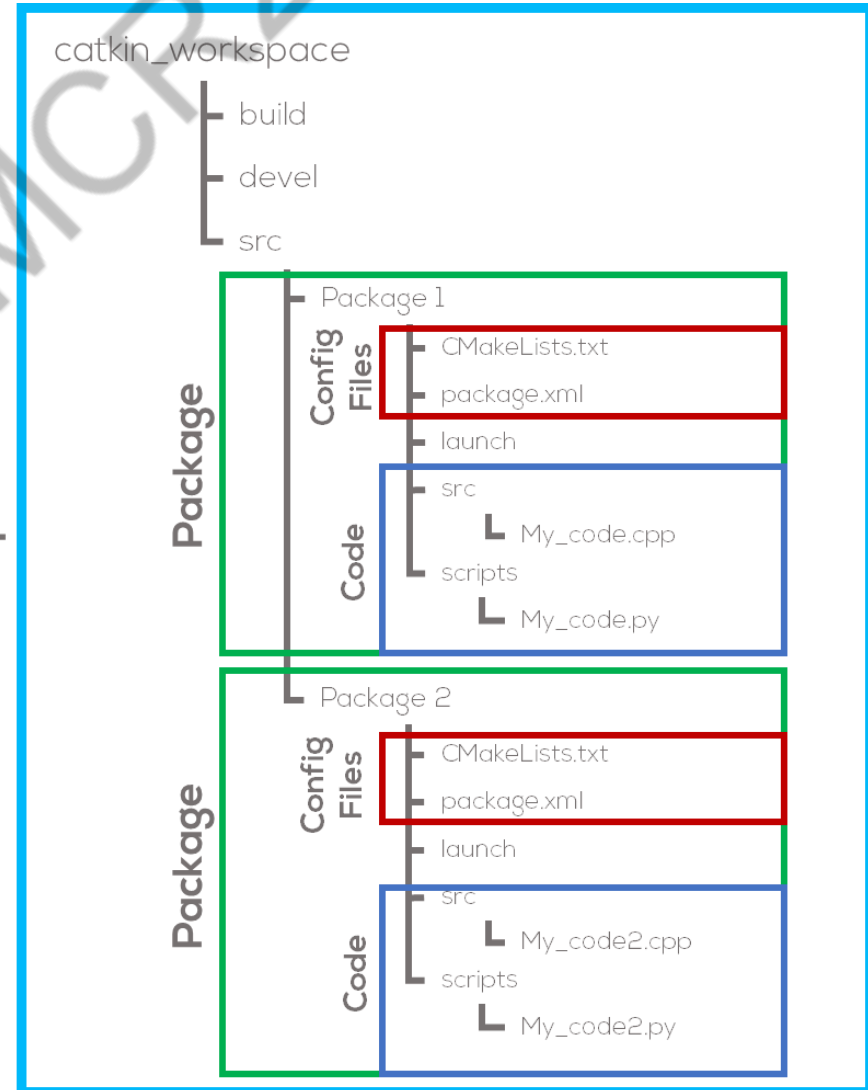 catkin_workspace
build
devel
src
Package
Package 1
Config
Files
CMakeLists.txt
package.xml
launch
Code
src
My_code.cpp
scripts
My_code.py
Package
Package 2
Config
Files
CMakeLists.txt
package.xml
launch
Code
src
My_code2.cpp
scripts
My_code2.py